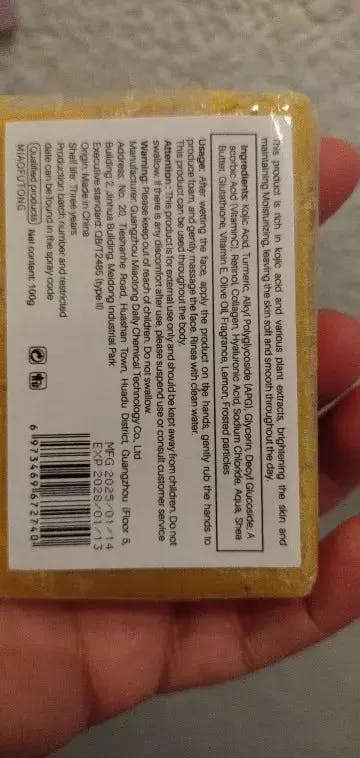 This product is rich in kojic acid and various plant extracts, brightening the skin and
maintaining Moisturizing, leaving the skin soft and smooth throughout the day.
Ingredients: Kojic Acid, Turmeric, Alkyl Polyglycoside (APG), Glycerin, Decyl Glucoside, A
scorbic Acid (VitaminC), Retinol, Collagen, Hyaluronic Acid, Sodium Chloride, Aqua, Shea
Butter, Glutathione, Vitamin E, Olive Oil, Fragrance, Lemon, Frosted particles
Usage: After wetting the face, apply the product on the hands, gently rub the hands to
produce foam, and gently massage the face. Rinse with clean water.
This product can be used throughout the body.
Attention: This product is for external use only and should be kept away from children. Do not
swallow. If there is any discomfort after use, please suspend use or consult customer service
Warning: Please keep out of reach of children. Do not swallow.
Manufacturer: Guangzhou Miaotong Daily Chemical Technology Co., Ltd
Address: No. 20, Tieshanhe Road, Huashan Town, Huadu District, Guangzhou (Floor 5,
Building 2, Jinhua Building, Meidong Industrial Park
Executive standard: GB/T2485 (type II)
Origin: Made in China
Shelf life: Three years
Production batch number and restricted
date can be found in the spray code
Qualified products Net content: 100g
MIAOFUTONG
MFG 2025/01/14
EXP 2028/01/13
6 973469 672740